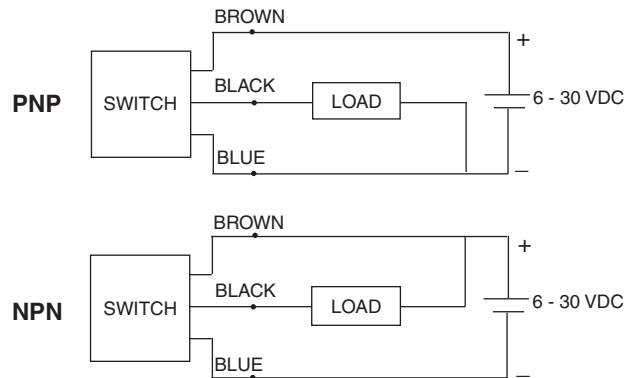 BROWN
+
PNP
SWITCH
BLACK
LOAD
6 - 30 VDC
BLUE
–
BROWN
+
NPN
SWITCH
BLACK
LOAD
6 - 30 VDC
BLUE
–